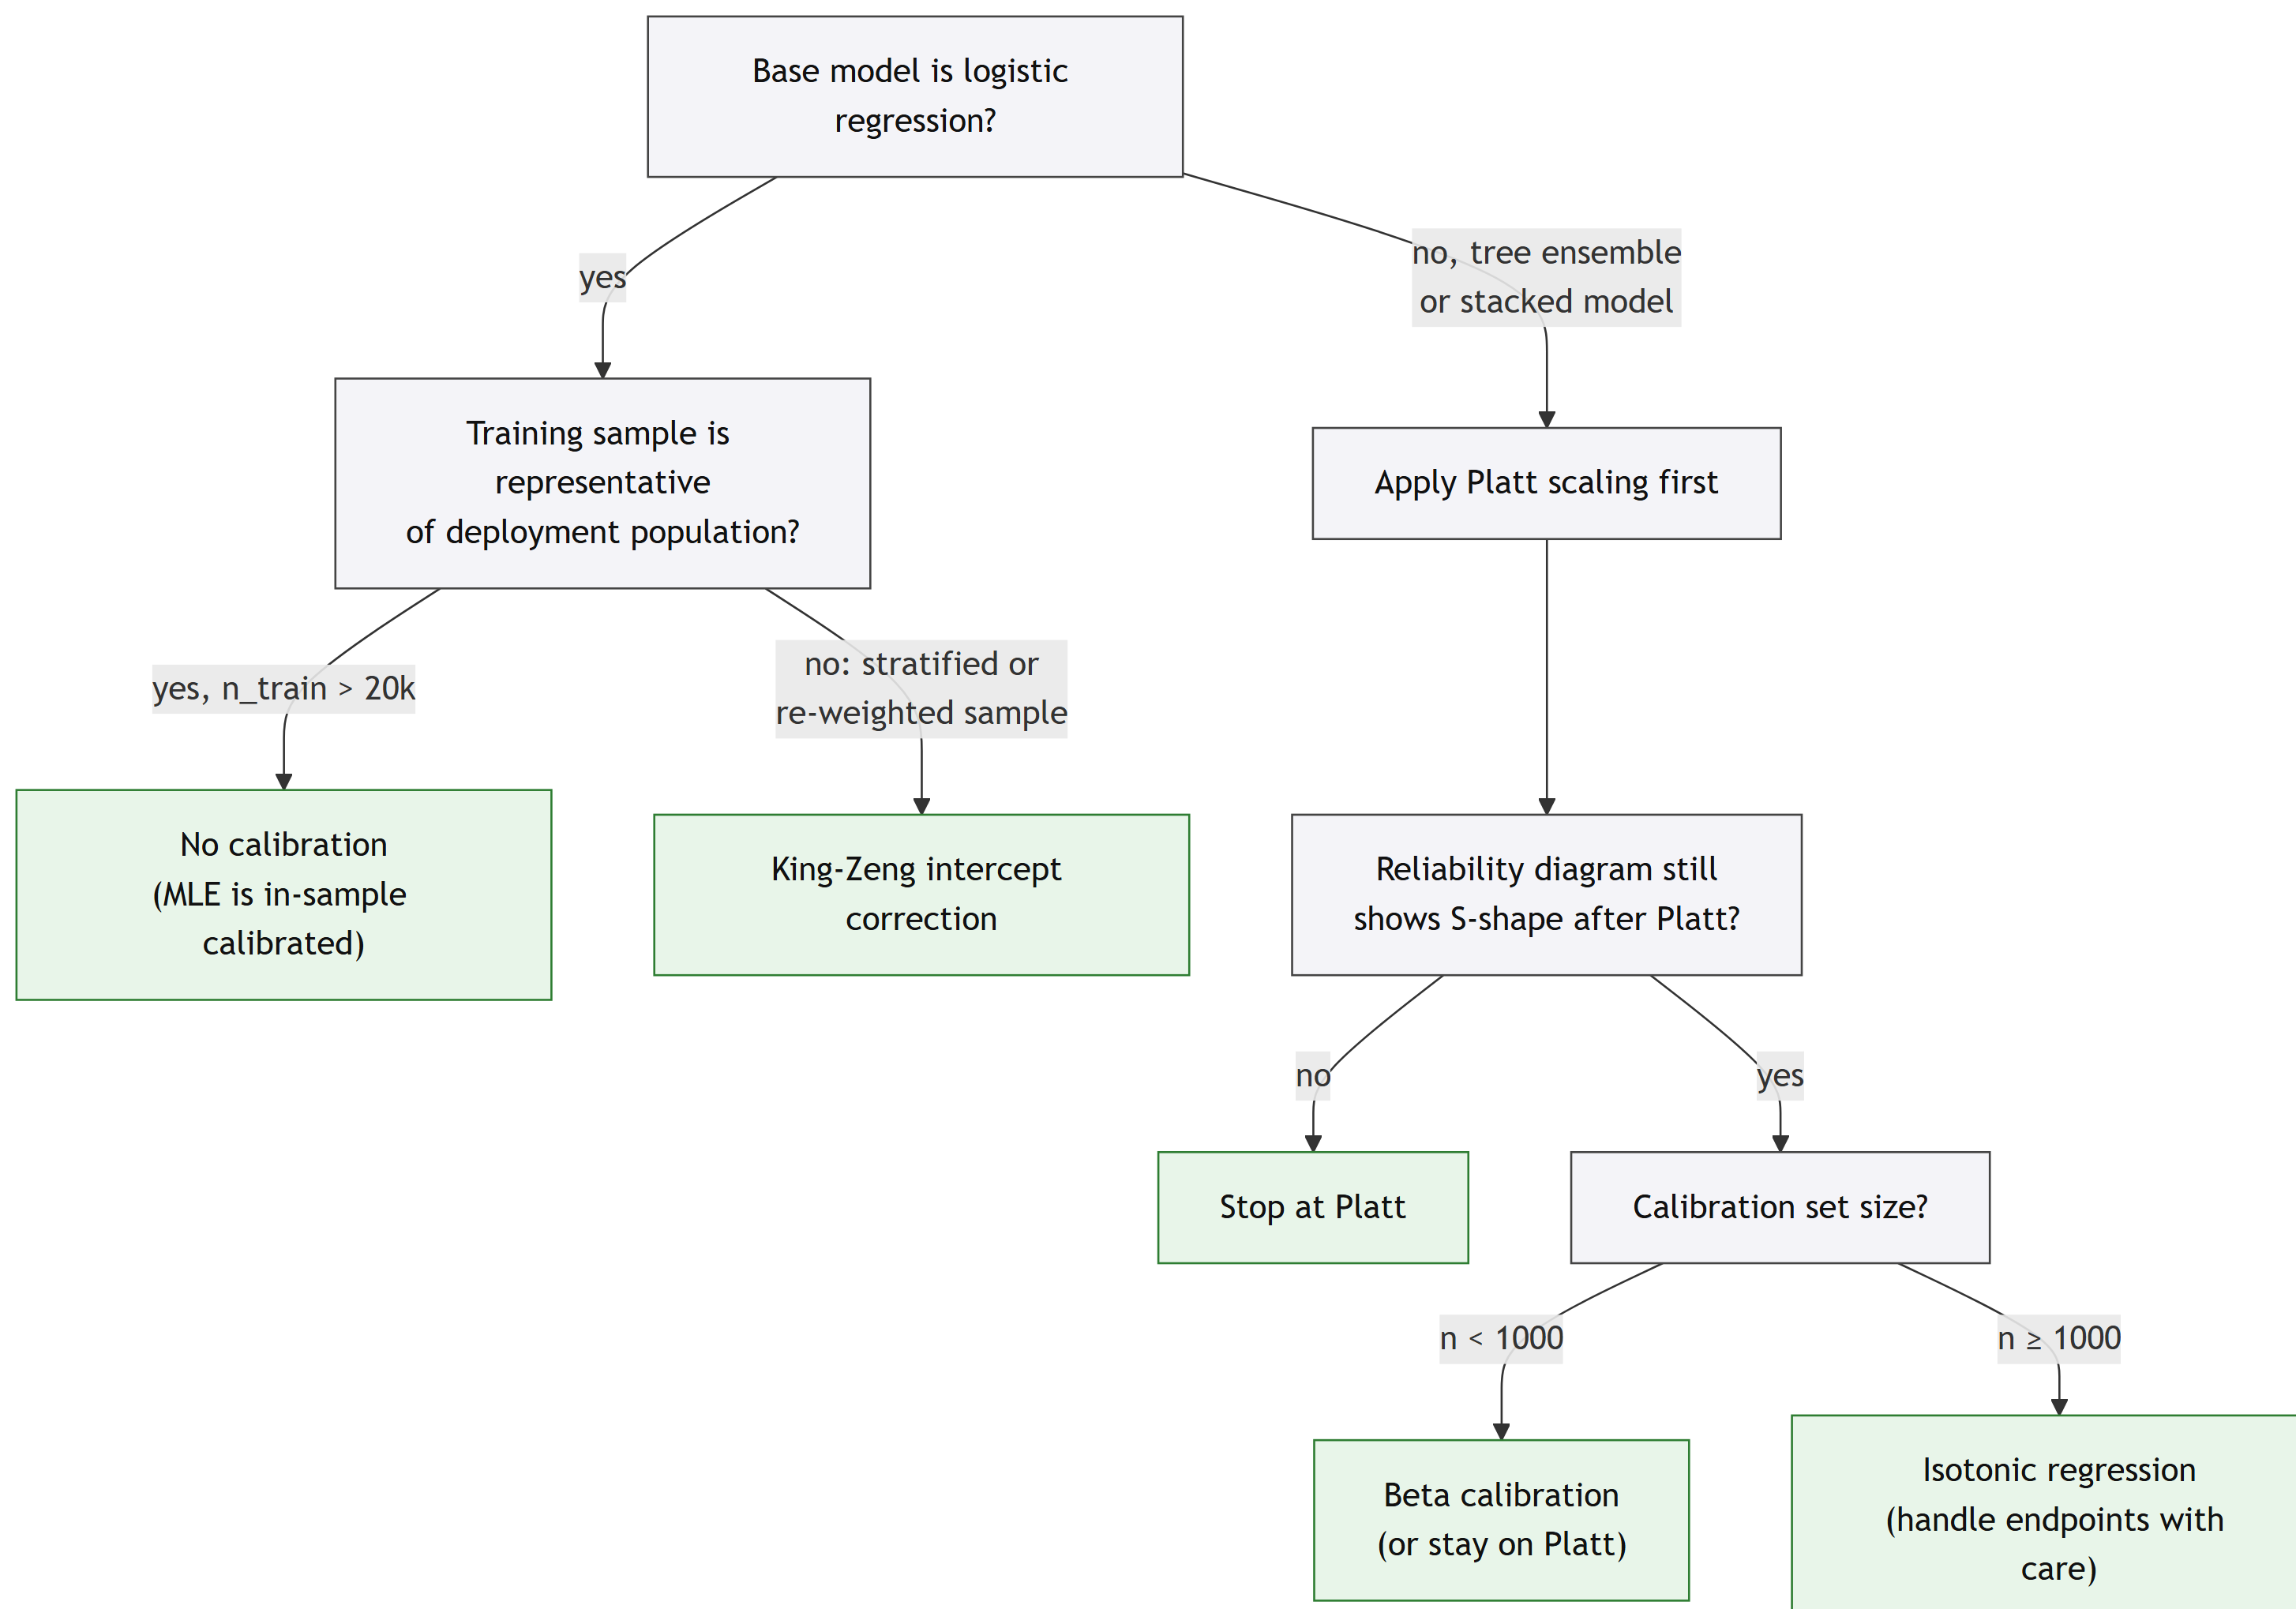 Base model is logistic
regression?
yes
no, tree ensemble
or stacked model
Training sample is
representative
of deployment population?
Apply Platt scaling first
yes, n_train > 20k
no: stratified or
re-weighted sample
No calibration
(MLE is in-sample
calibrated)
King-Zeng intercept
correction
Reliability diagram still
shows S-shape after Platt?
no
yes
Stop at Platt
Calibration set size?
n < 1000
n ≥ 1000
Beta calibration
(or stay on Platt)
Isotonic regression
(handle endpoints with
care)